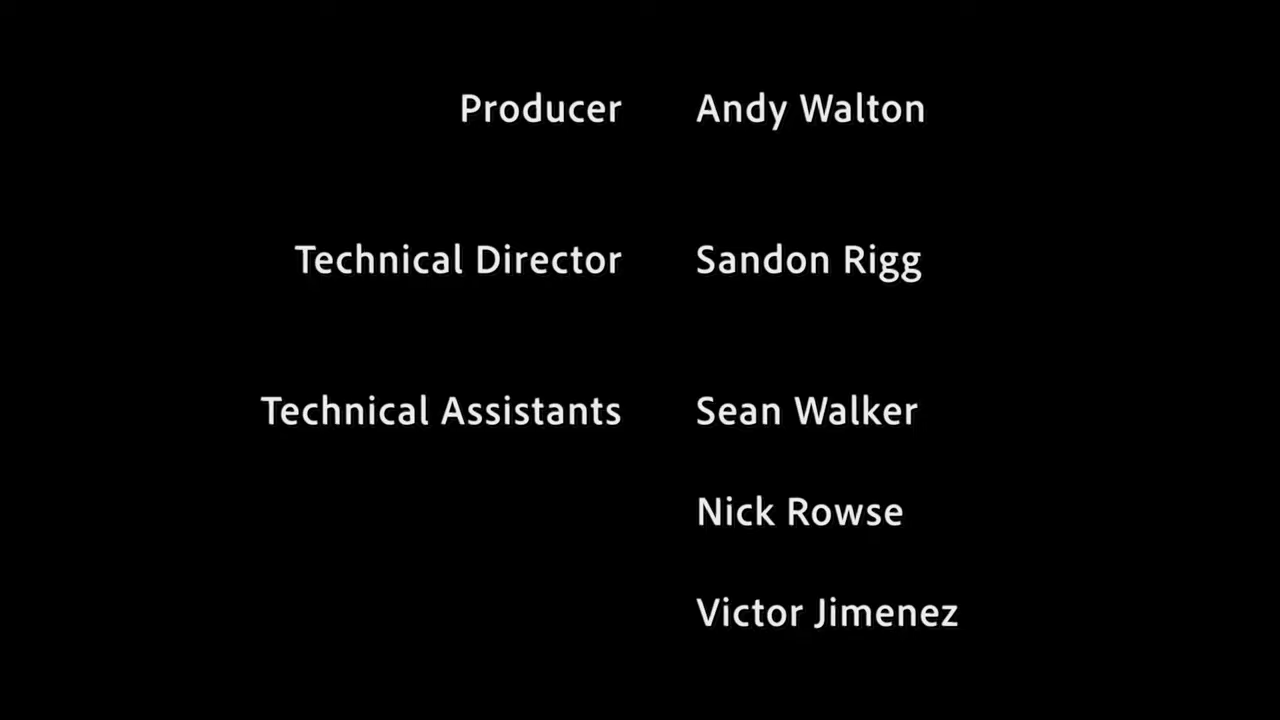 Producer Andy Walton
Technical Director Sandon Rigg
Technical Assistants Sean Walker
Nick Rowse
Victor Jimenez